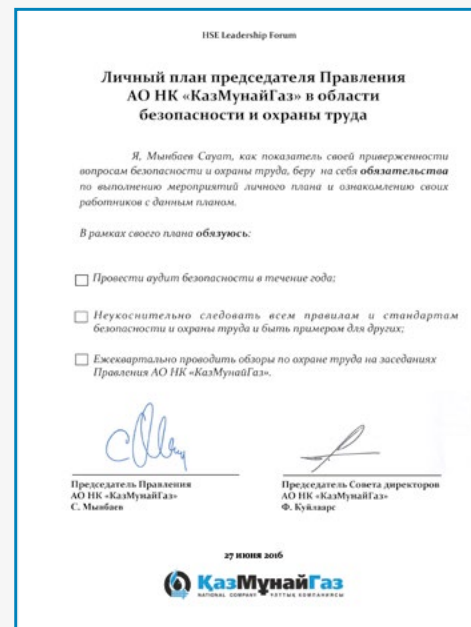 HSE Leadership Forum
Личный план председателя Правления
АО НК «КазМунайГаз» в области
безопасности и охраны труда
Я, Мынбаев Сауат, как показатель своей приверженности
вопросам безопасности и охраны труда, беру на себя обязательства
по выполнению мероприятий личного плана и ознакомлению своих
работников с данным планом.
В рамках своего плана обязуюсь:
Провести аудит безопасности в течение года;
Неукоснительно следовать всем правилам и стандартам
безопасности и охраны труда и быть примером для других;
Ежеквартально проводить обзоры по охране труда на заседаниях
Правления АО НК «КазМунайГаз».
Председатель Правления
АО НК «КазМунайГаз»
С. Мынбаев
Председатель Совета директоров
АО НК «КазМунайГаз»
Ф. Куйлаарс
27 июня 2016
ҚазМұнайГаз
NATIONAL COMPANY ҰЛТТЫҚ КОМПАНИЯСЫ